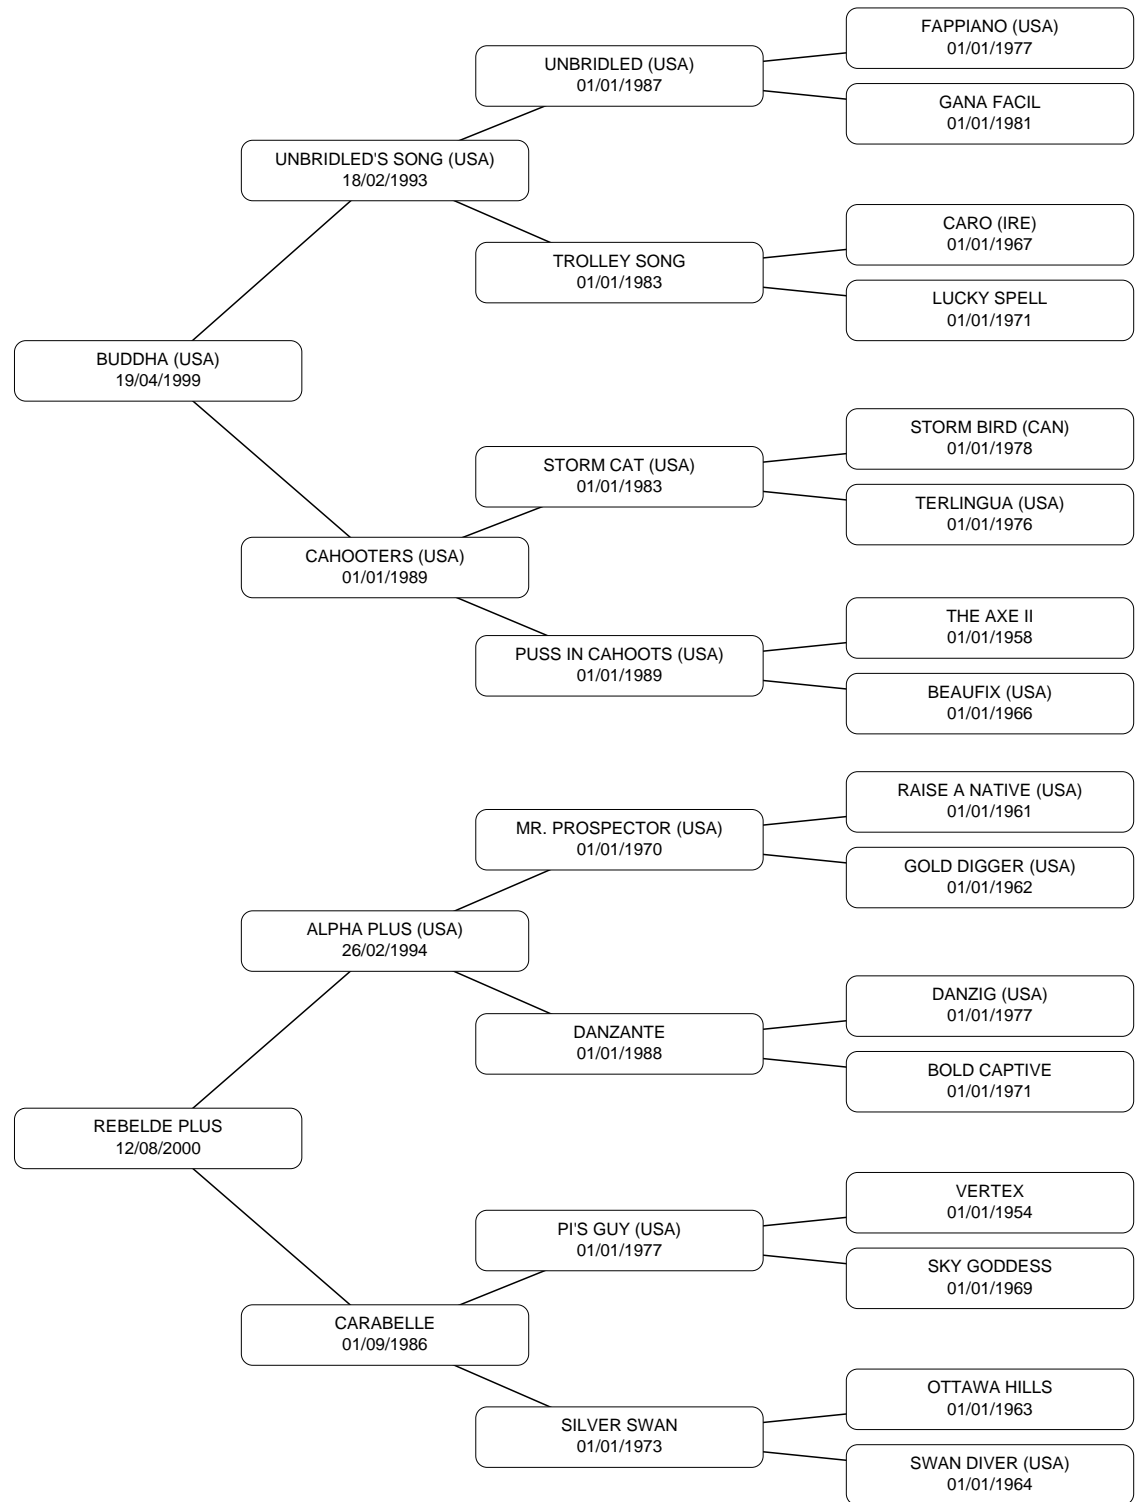 FAPPIANO (USA)
01/01/1977
UNBRIDLED (USA)
01/01/1987
GANA FACIL
01/01/1981
UNBRIDLED'S SONG (USA)
18/02/1993
CARO (IRE)
01/01/1967
TROLLEY SONG
01/01/1983
LUCKY SPELL
01/01/1971
BUDDHA (USA)
19/04/1999
STORM BIRD (CAN)
01/01/1978
STORM CAT (USA)
01/01/1983
TERLINGUA (USA)
01/01/1976
CAHOOTERS (USA)
01/01/1989
THE AXE II
01/01/1958
PUSS IN CAHOOTS (USA)
01/01/1989
BEAUFIX (USA)
01/01/1966
RAISE A NATIVE (USA)
01/01/1961
MR. PROSPECTOR (USA)
01/01/1970
GOLD DIGGER (USA)
01/01/1962
ALPHA PLUS (USA)
26/02/1994
DANZIG (USA)
01/01/1977
DANZANTE
01/01/1988
BOLD CAPTIVE
01/01/1971
REBELDE PLUS
12/08/2000
VERTEX
01/01/1954
PI'S GUY (USA)
01/01/1977
SKY GODDESS
01/01/1969
CARABELLE
01/09/1986
OTTAWA HILLS
01/01/1963
SILVER SWAN
01/01/1973
SWAN DIVER (USA)
01/01/1964